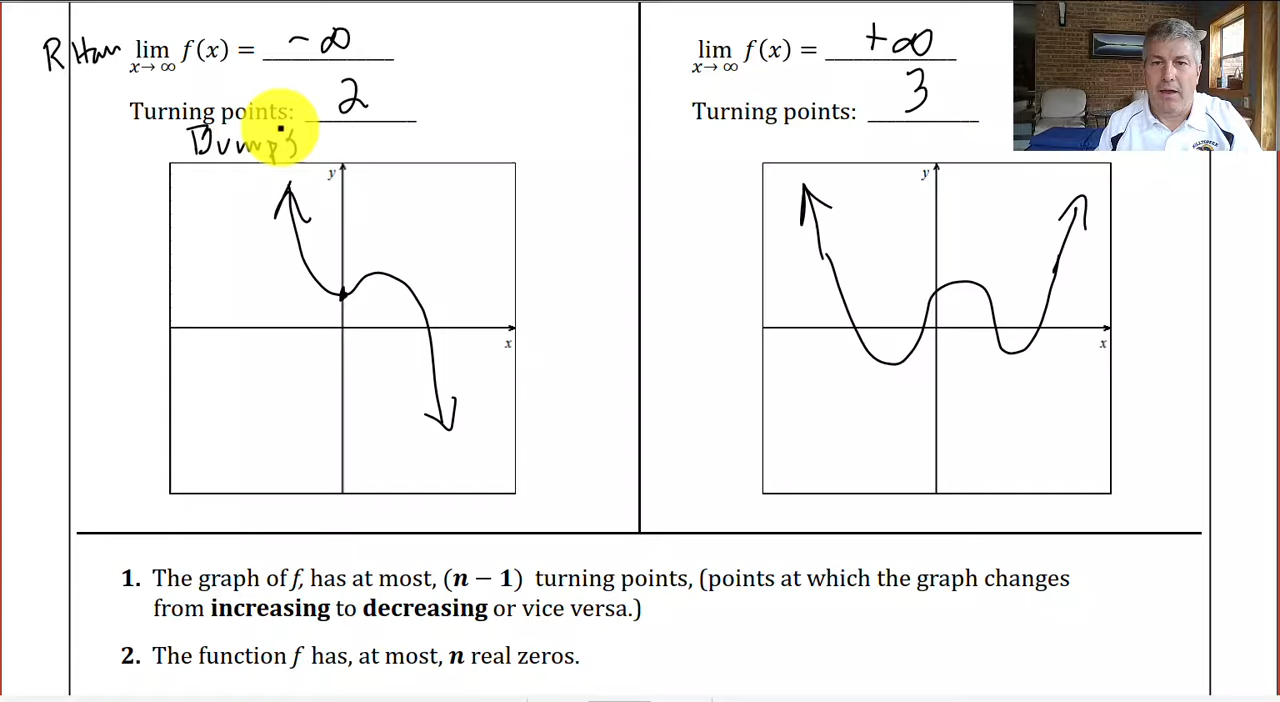 R Han lim f(x) = -∞
x→ ∞
Turning points: 2
Bumps
y
x
lim f(x) = +∞
x→ ∞
Turning points: 3
y
x
1. The graph of f, has at most, (n − 1) turning points, (points at which the graph changes
from increasing to decreasing or vice versa.)
2. The function f has, at most, n real zeros.